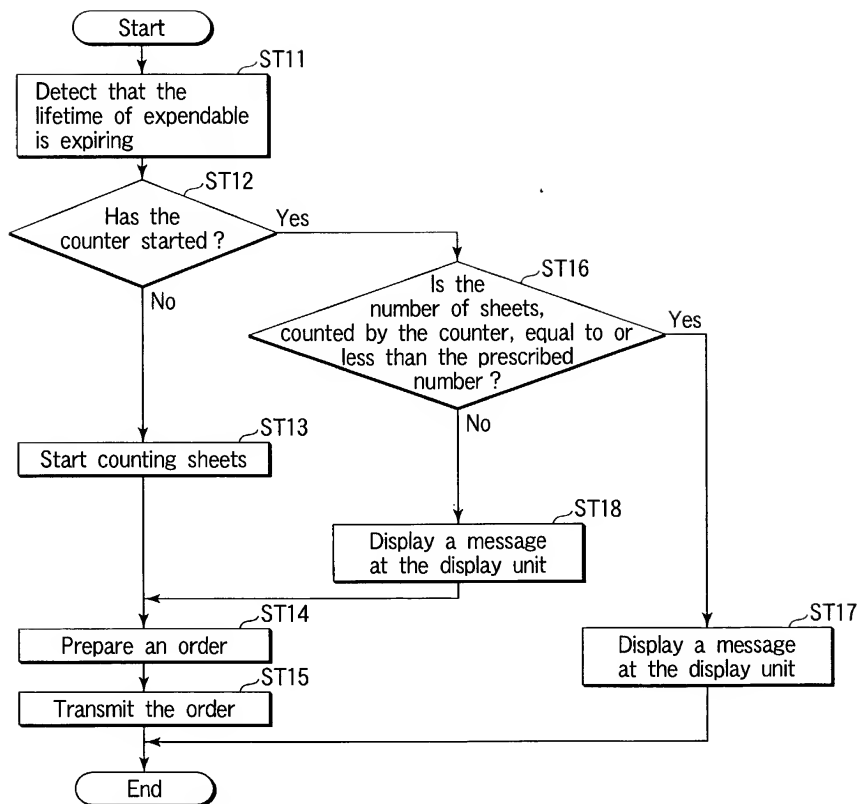 Start
ST11
Detect that the
lifetime of expendable
is expiring
ST12
Has the
counter started ?
Yes
No
ST16
Is the
number of sheets,
counted by the counter, equal to or
less than the prescribed
number ?
Yes
No
ST13
Start counting sheets
ST18
Display a message
at the display unit
ST14
Prepare an order
ST17
Display a message
at the display unit
ST15
Transmit the order
End